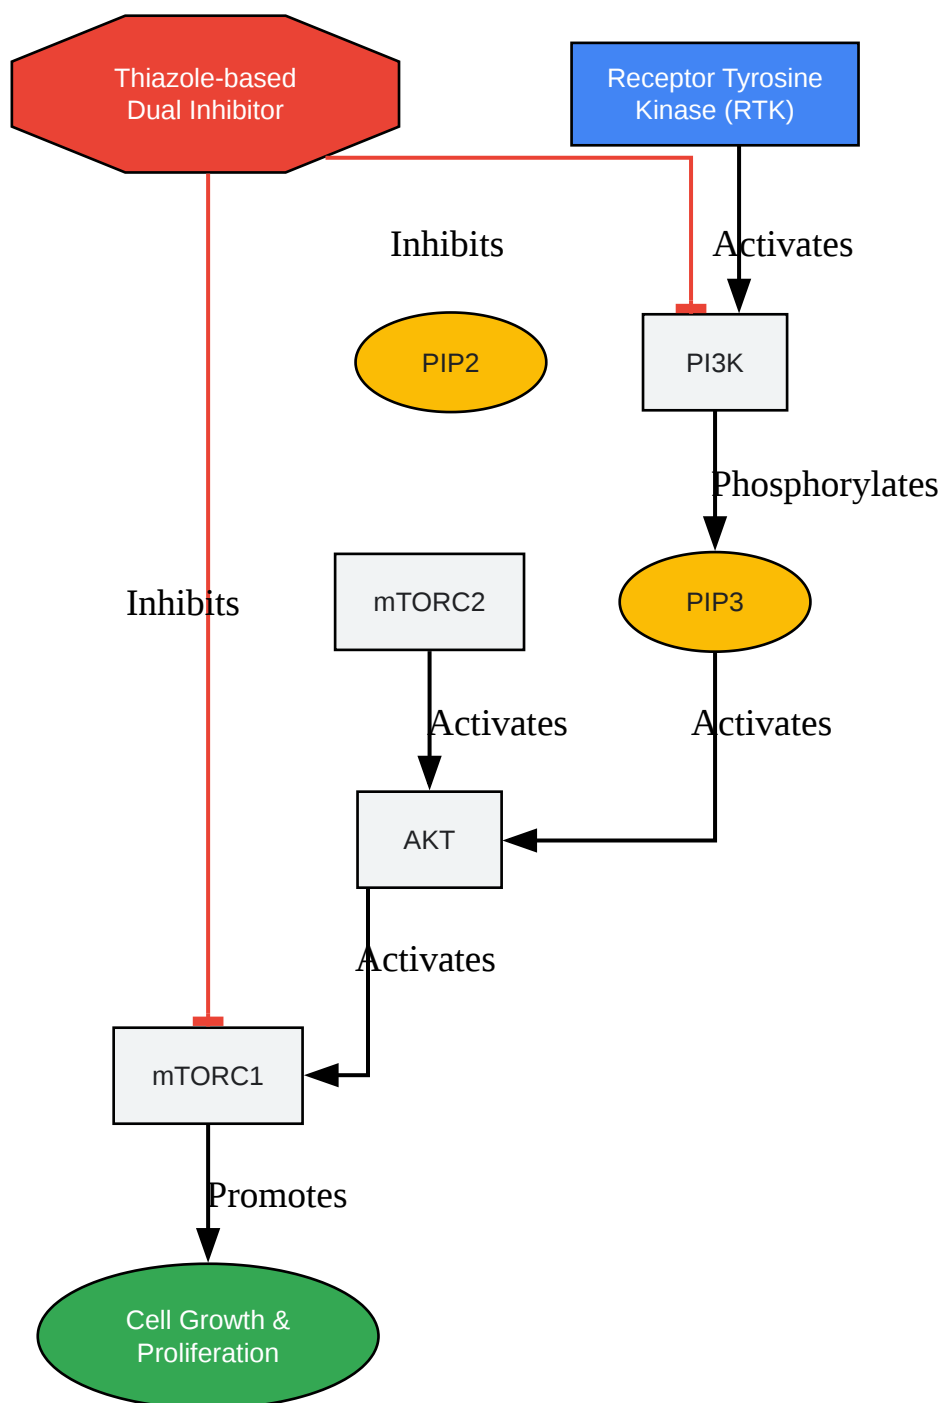 Thiazole-based
Dual Inhibitor
Receptor Tyrosine
Kinase (RTK)
Inhibits
Activates
PIP2
PI3K
Phosphorylates
Inhibits
mTORC2
PIP3
Activates
Activates
AKT
Activates
mTORC1
Promotes
Cell Growth &
Proliferation